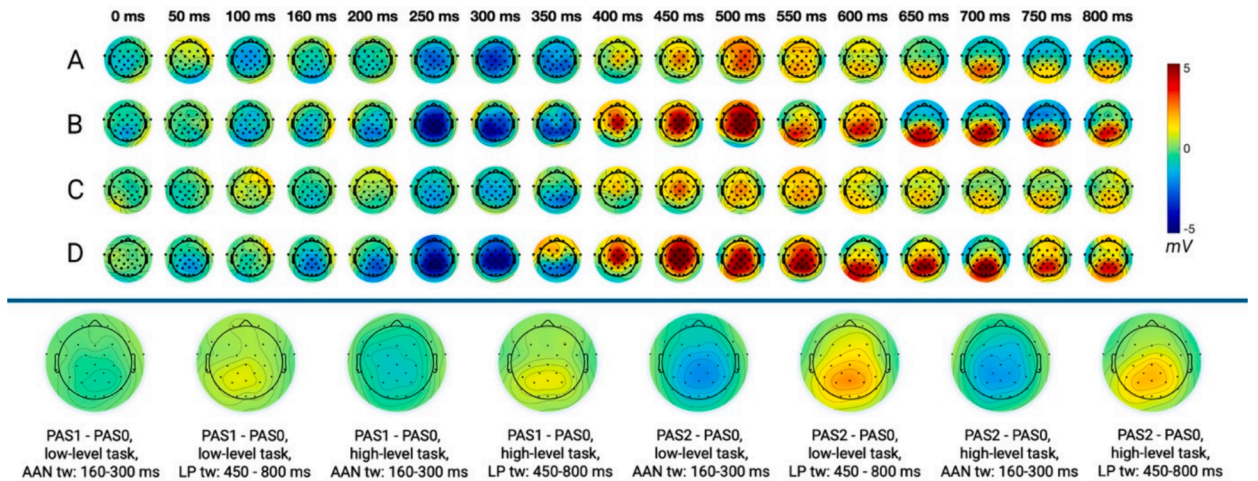 0 ms 50 ms 100 ms 160 ms 200 ms 250 ms 300 ms 350 ms 400 ms 450 ms 500 ms 550 ms 600 ms 650 ms 700 ms 750 ms 800 ms
A
B
C
D
5
0
-5
mV
PAS1 - PAS0,
low-level task,
AAN tw: 160-300 ms
PAS1 - PAS0,
low-level task,
LP tw: 450 - 800 ms
PAS1 - PAS0,
high-level task,
AAN tw: 160-300 ms
PAS1 - PAS0,
high-level task,
LP tw: 450-800 ms
PAS2 - PAS0,
low-level task,
AAN tw: 160-300 ms
PAS2 - PAS0,
low-level task,
LP tw: 450 - 800 ms
PAS2 - PAS0,
high-level task,
AAN tw: 160-300 ms
PAS2 - PAS0,
high-level task,
LP tw: 450-800 ms